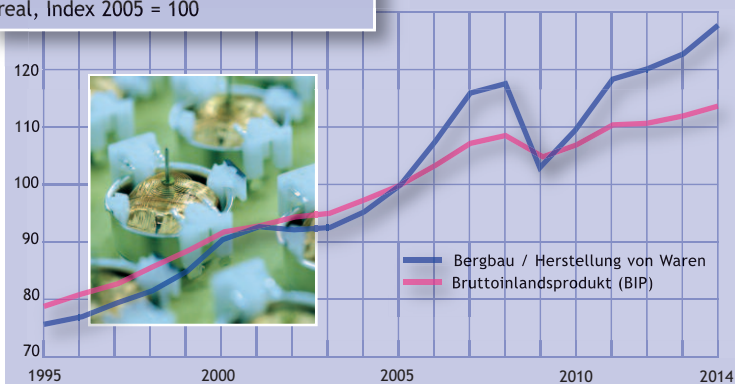 real, Index 2005 = 100
120
110
100
90
80
70
Bergbau / Herstellung von Waren
Bruttoinlandsprodukt (BIP)
1995 2000 2005 2010 2014